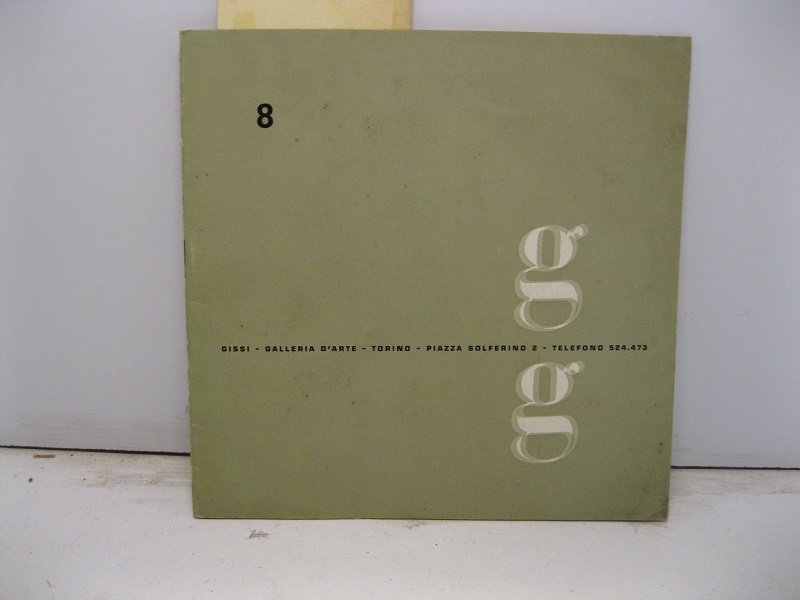 8
g
GISSI - GALLERIA D'ARTE - TORINO - PIAZZA SOLFERINO 2 - TELEFONO 524.473
g